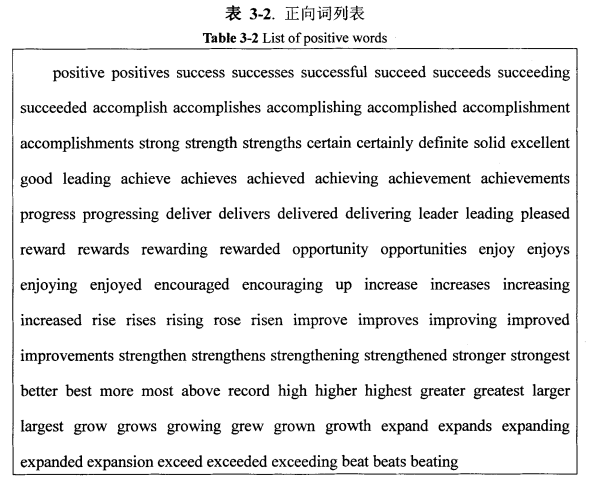 表 3-2. 正向词列表
Table 3-2 List of positive words
positive positives success successes successful succeed succeeds succeeding
succeeded accomplish accomplishes accomplishing accomplished accomplishment
accomplishments strong strength strengths certain certainly definite solid excellent
good leading achieve achieves achieved achieving achievement achievements
progress progressing deliver delivers delivered delivering leader leading pleased
reward rewards rewarding rewarded opportunity opportunities enjoy enjoys
enjoying enjoyed encouraged encouraging up increase increases increasing
increased rise rises rising rose risen improve improves improving improved
improvements strengthen strengthens strengthening strengthened stronger strongest
better best more most above record high higher highest greater greatest larger
largest grow grows growing grew grown growth expand expands expanding
expanded expansion exceed exceeded exceeding beat beats beating